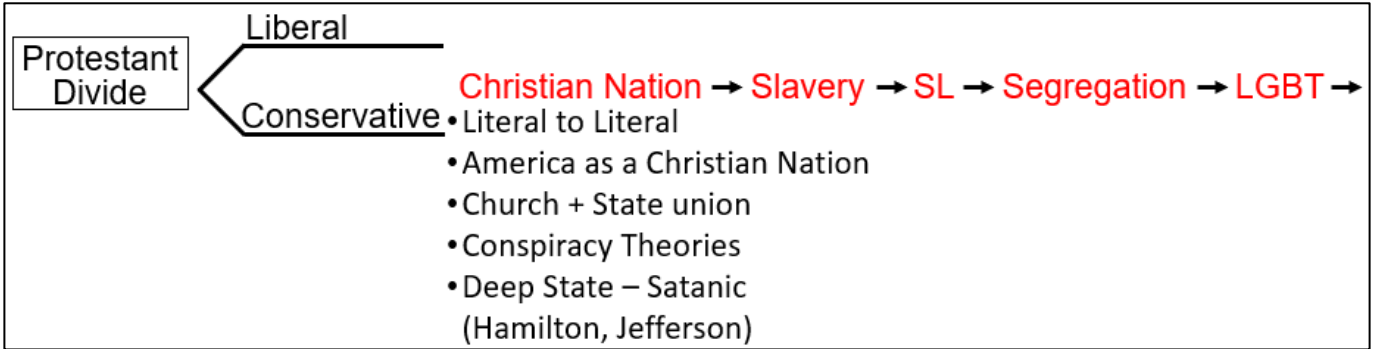 Protestant
Divide
Liberal
Conservative
Christian Nation → Slavery → SL → Segregation → LGBT →
•Literal to Literal
•America as a Christian Nation
•Church + State union
•Conspiracy Theories
•Deep State – Satanic
(Hamilton, Jefferson)